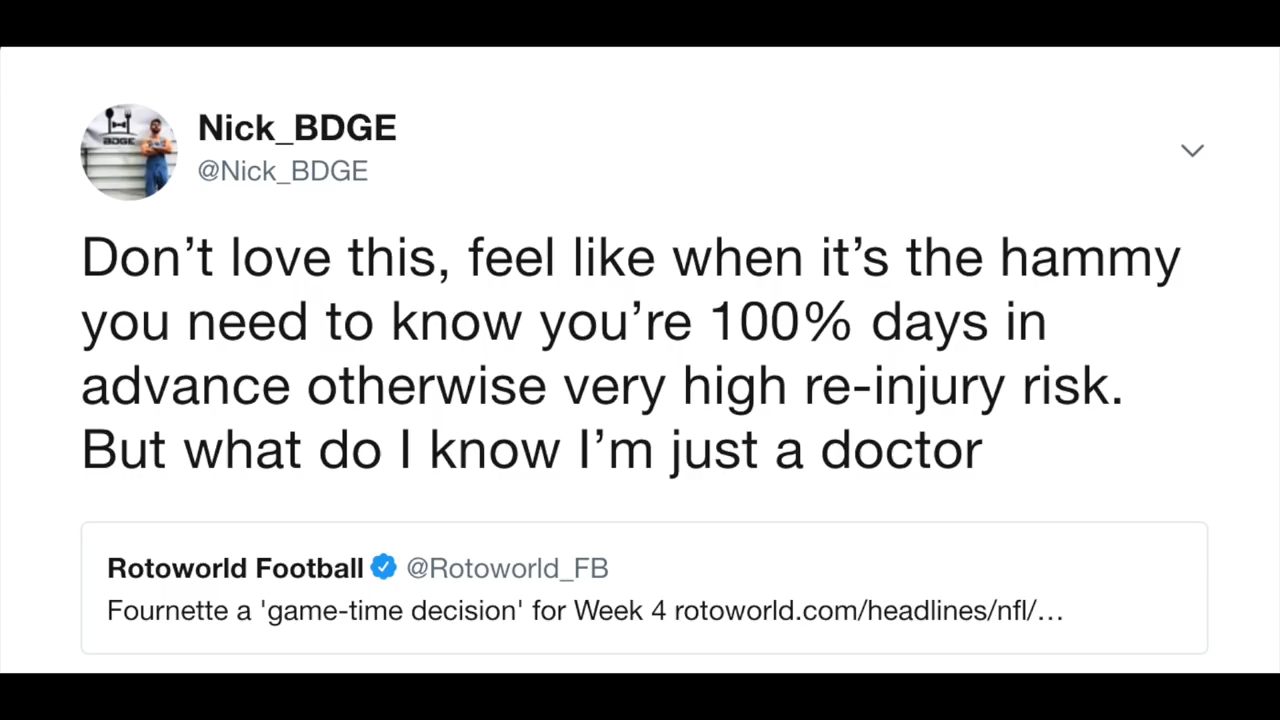 BDGE
Nick_BDGE
@Nick_BDGE
Don’t love this, feel like when it’s the hammy
you need to know you’re 100% days in
advance otherwise very high re-injury risk.
But what do I know I’m just a doctor
Rotoworld Football @Rotoworld_FB
Fournette a 'game-time decision' for Week 4 rotoworld.com/headlines/nfl/…